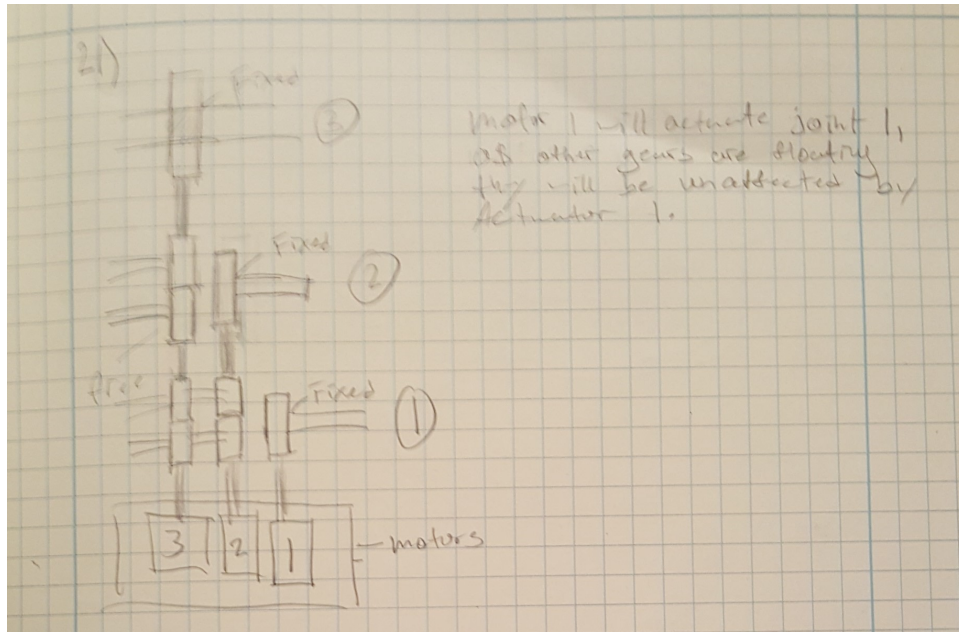 21)
Fixed
3
motor 1 will actuate joint 1,
as other gears are floating
they will be unaffected by
Actuator 1.
Fixed
2
free
Fixed
1
3 2 1
motors